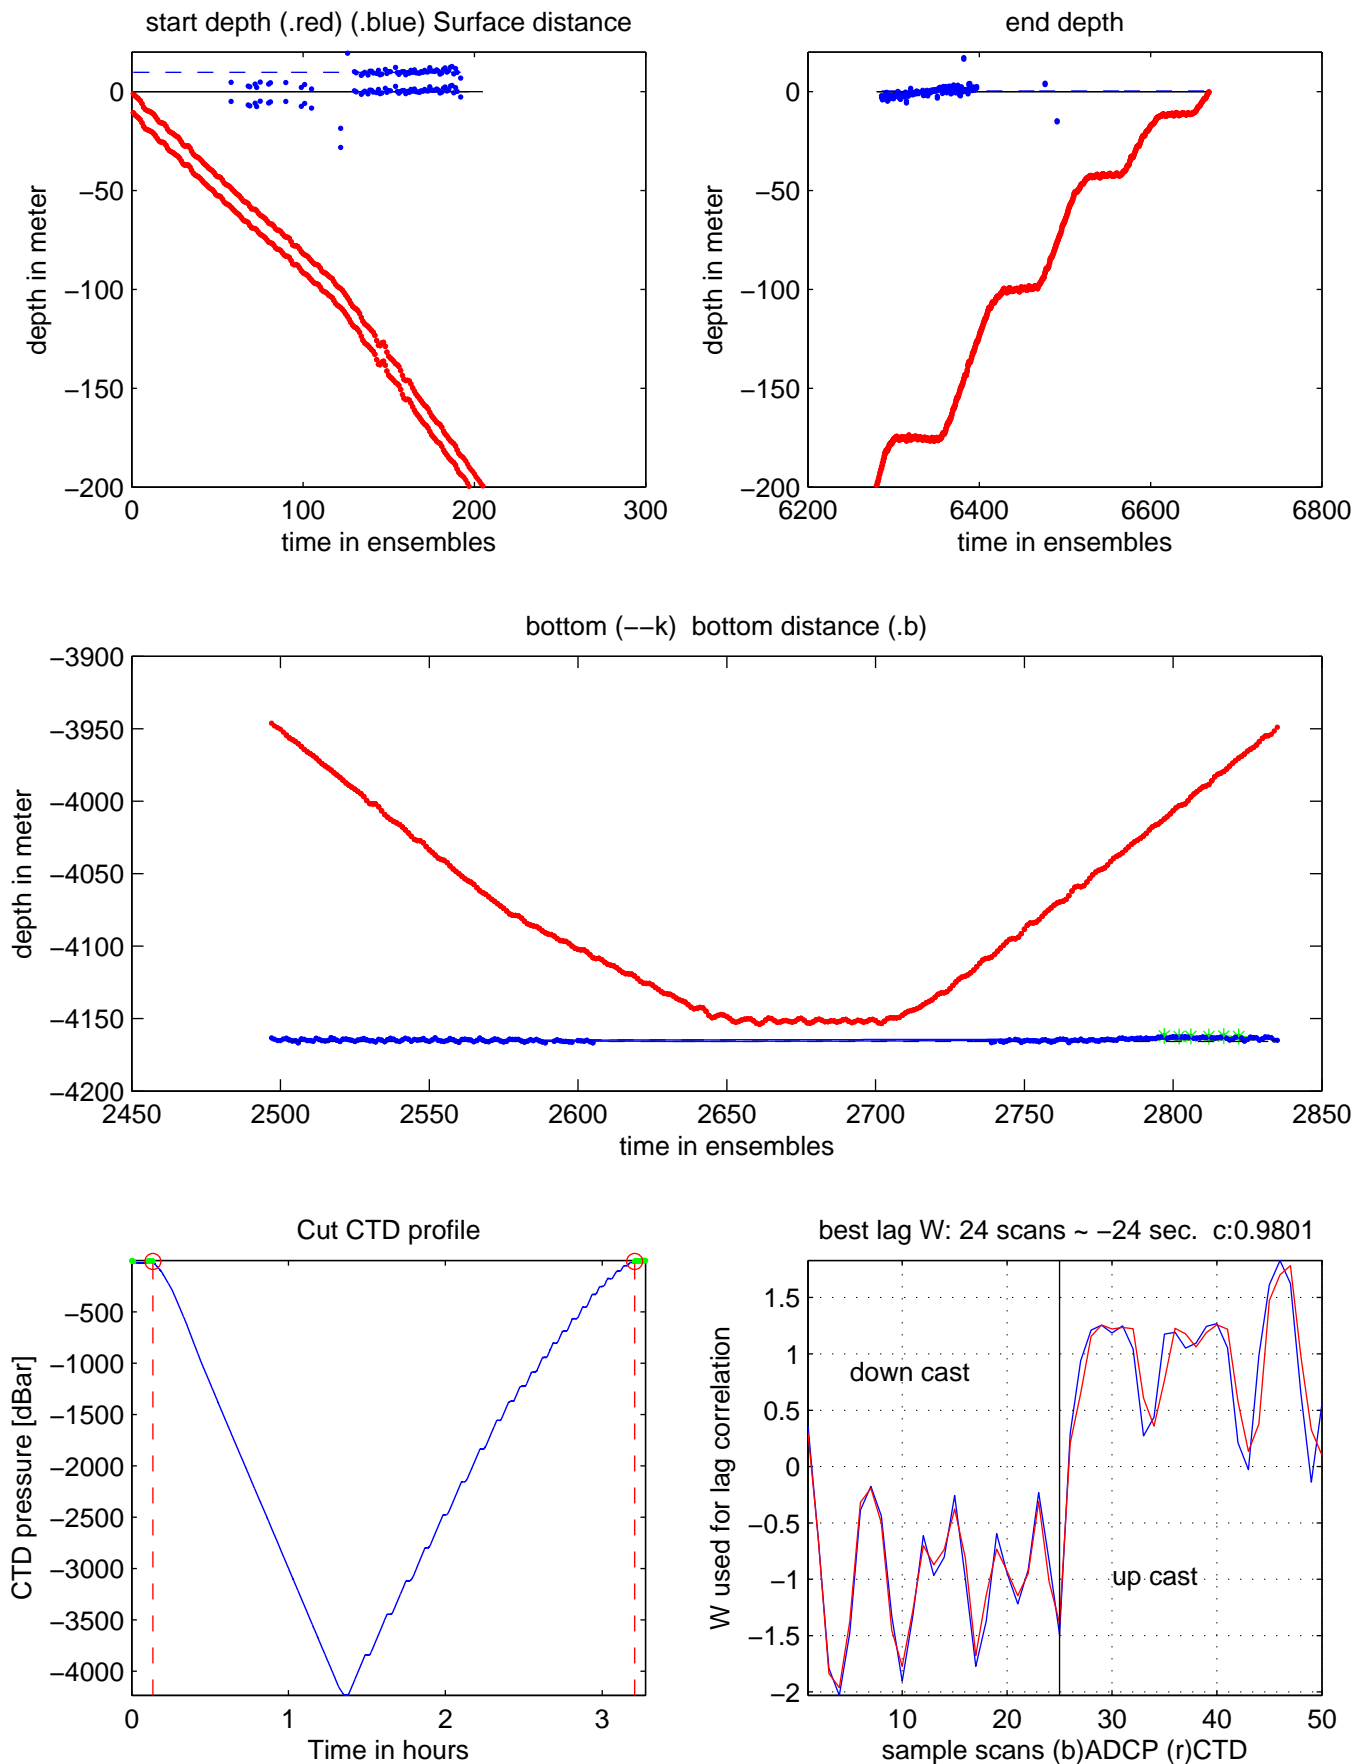 start depth (.red) (.blue) Surface distance
0
−50
−100
−150
−200
depth in meter
0 100 200 300
time in ensembles
end depth
0
−50
−100
−150
−200
depth in meter
6200 6400 6600 6800
time in ensembles
bottom (−−k)  bottom distance (.b)
−3900
−3950
−4000
−4050
−4100
−4150
−4200
depth in meter
2450 2500 2550 2600 2650 2700 2750 2800 2850
time in ensembles
Cut CTD profile
−500
−1000
−1500
−2000
−2500
−3000
−3500
−4000
CTD pressure [dBar]
0 1 2 3
Time in hours
best lag W: 24 scans ~ −24 sec.  c:0.9801
1.5
1
0.5
0
−0.5
−1
−1.5
−2
W used for lag correlation
down cast
up cast
10 20 30 40 50
sample scans (b)ADCP (r)CTD